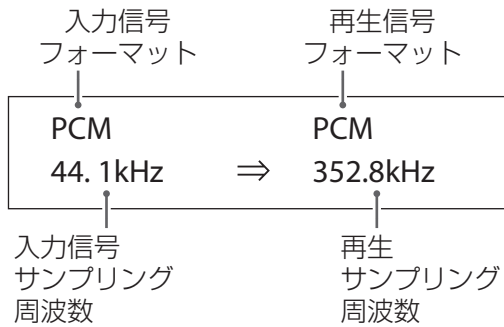 入力信号
フォーマット
再生信号
フォーマット
PCM
PCM
44. 1kHz ⇒ 352.8kHz
入力信号
サンプリング
周波数
再生
サンプリング
周波数